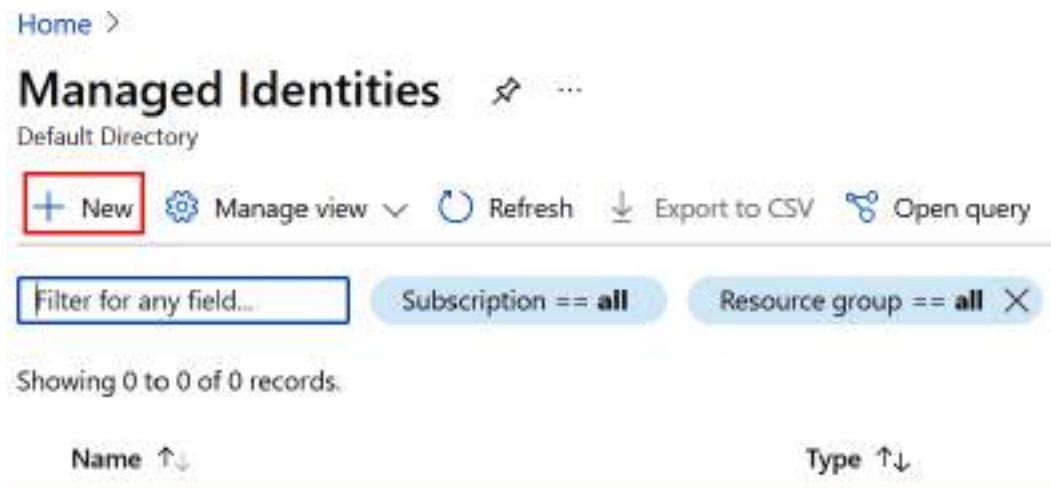 Home >
Managed Identities ...
Default Directory
+ New Manage view Refresh Export to CSV Open query
Filter for any field... Subscription == all Resource group == all ×
Showing 0 to 0 of 0 records.
Name ↑↓ Type ↑↓